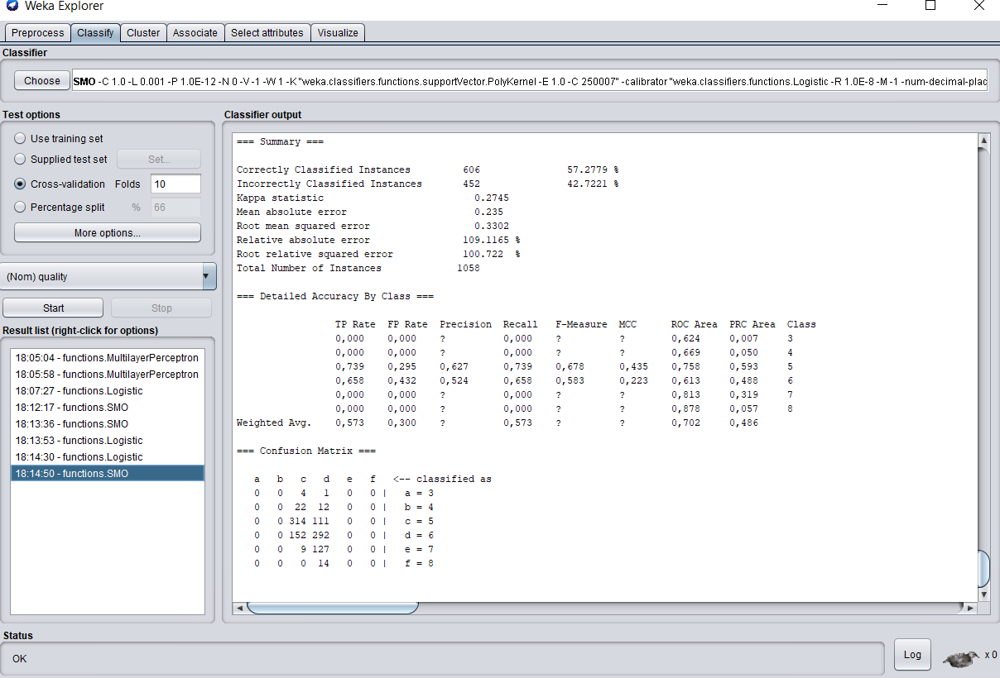 Weka Explorer
Preprocess Classify Cluster Associate Select attributes Visualize
Classifier
Choose SMO -C 1.0 -L 0.001 -P 1.0E-12 -N 0 -V -1 -W 1 -K "weka.classifiers.functions.supportVector.PolyKernel -E 1.0 -C 250007" -calibrator "weka.classifiers.functions.Logistic -R 1.0E-8 -M -1 -num-decimal-plac
Test options
Use training set
Supplied test set Set...
Cross-validation Folds 10
Percentage split % 66
More options...
(Nom) quality
Start Stop
Result list (right-click for options)
18:05:04 - functions.MultilayerPerceptron
18:05:58 - functions.MultilayerPerceptron
18:07:27 - functions.Logistic
18:12:17 - functions.SMO
18:13:36 - functions.SMO
18:13:53 - functions.Logistic
18:14:30 - functions.Logistic
18:14:50 - functions.SMO
Classifier output
=== Summary ===
Correctly Classified Instances 606 57.2779 %
Incorrectly Classified Instances 452 42.7221 %
Kappa statistic 0.2745
Mean absolute error 0.235
Root mean squared error 0.3302
Relative absolute error 109.1165 %
Root relative squared error 100.722 %
Total Number of Instances 1058
=== Detailed Accuracy By Class ===
TP Rate FP Rate Precision Recall F-Measure MCC ROC Area PRC Area Class
0,000 0,000 ? 0,000 ? ? 0,624 0,007 3
0,000 0,000 ? 0,000 ? ? 0,669 0,050 4
0,739 0,295 0,627 0,739 0,678 0,435 0,758 0,593 5
0,658 0,432 0,524 0,658 0,583 0,223 0,613 0,488 6
0,000 0,000 ? 0,000 ? ? 0,813 0,319 7
0,000 0,000 ? 0,000 ? ? 0,878 0,057 8
Weighted Avg. 0,573 0,300 ? 0,573 ? ? 0,702 0,486
=== Confusion Matrix ===
a b c d e f <-- classified as
0 0 4 1 0 0 | a = 3
0 0 22 12 0 0 | b = 4
0 0 314 111 0 0 | c = 5
0 0 152 292 0 0 | d = 6
0 0 9 127 0 0 | e = 7
0 0 0 14 0 0 | f = 8
Status
OK
Log x 0